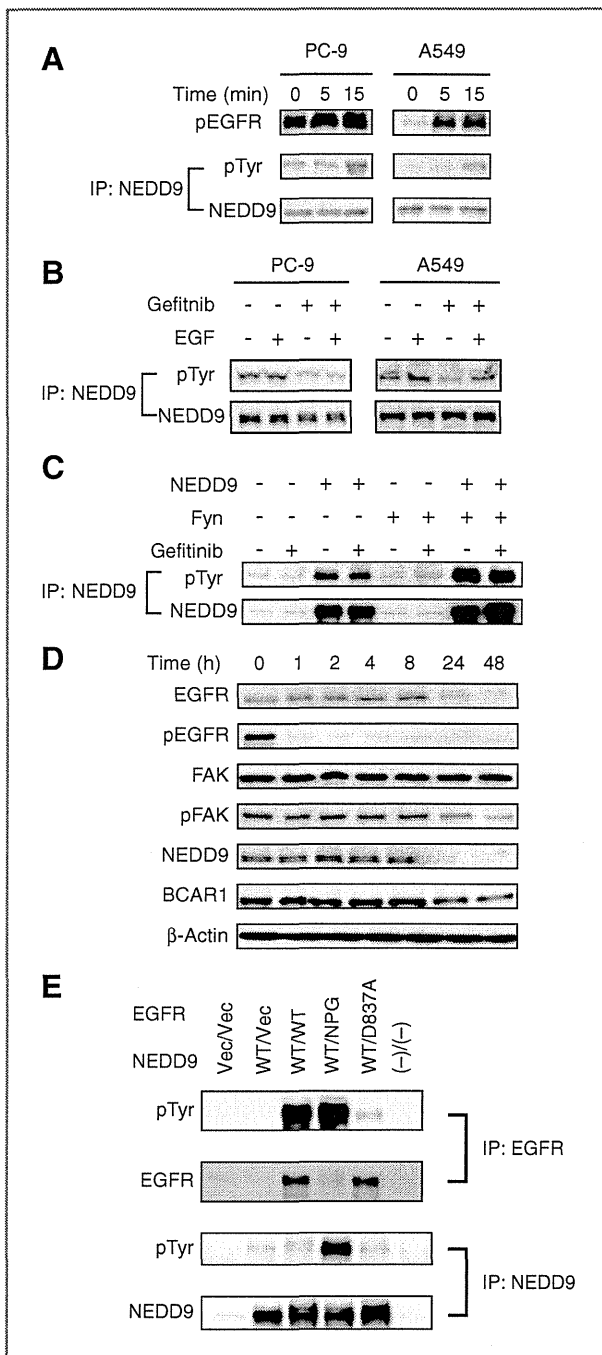 A
PC-9 A549
Time (min) 0 5 15 0 5 15
pEGFR
IP: NEDD9
pTyr
NEDD9
B
PC-9 A549
Gefitnib - - + + - - + +
EGF - + - + - + - +
IP: NEDD9
pTyr
NEDD9
C
NEDD9 - - + + - - + +
Fyn - - - - + + + +
Gefitinib - + - + - + - +
IP: NEDD9
pTyr
NEDD9
D
Time (h) 0 1 2 4 8 24 48
EGFR
pEGFR
FAK
pFAK
NEDD9
BCAR1
β-Actin
E
EGFR
NEDD9
Vec/Vec
WT/Vec
WT/WT
WT/NPG
WT/D837A
(-)/(-)
pTyr
EGFR
IP: EGFR
pTyr
NEDD9
IP: NEDD9